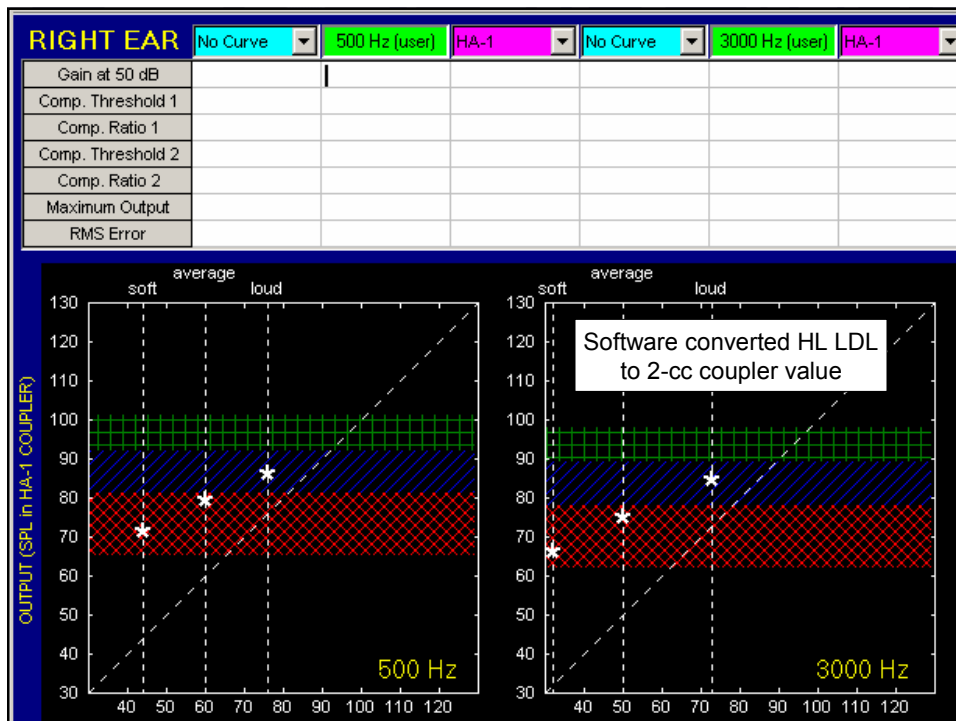 RIGHT EAR No Curve 500 Hz (user) HA-1 No Curve 3000 Hz (user) HA-1
Gain at 50 dB
Comp. Threshold 1
Comp. Ratio 1
Comp. Threshold 2
Comp. Ratio 2
Maximum Output
RMS Error
OUTPUT (SPL in HA-1 COUPLER)
average
soft loud
130
120
110
100
90
80
70
60
50
40
30
500 Hz
40 50 60 70 80 90 100 110 120
average
soft loud
130
120
110
100
90
80
70
60
50
40
30
Software converted HL LDL
to 2-cc coupler value
3000 Hz
40 50 60 70 80 90 100 110 120